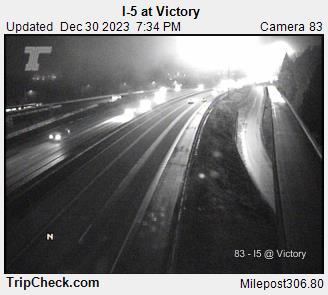 I-5 at Victory
Updated Dec 30 2023 7:34 PM Camera 83
N
83 - I5 @ Victory
TripCheck.com Milepost306.80